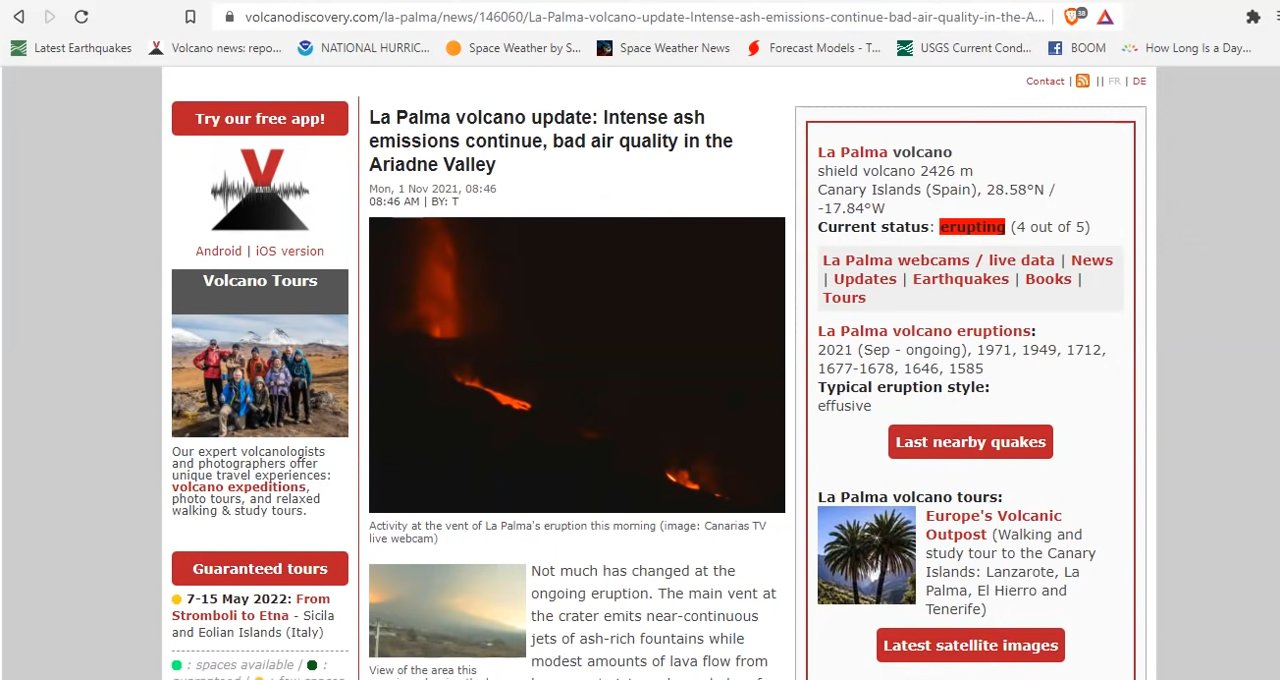 volcanodiscovery.com/la-palma/news/146060/La-Palma-volcano-update-Intense-ash-emissions-continue-bad-air-quality-in-the-A...
38
Latest Earthquakes
Volcano news: repo...
NATIONAL HURRIC...
Space Weather by S...
Space Weather News
Forecast Models - T...
USGS Current Cond...
BOOM
How Long Is a Day...
Contact | || FR | DE
Try our free app!
V
Android | iOS version
Volcano Tours
Our expert volcanologists
and photographers offer
unique travel experiences:
volcano expeditions,
photo tours, and relaxed
walking & study tours.
Guaranteed tours
7-15 May 2022: From
Stromboli to Etna - Sicila
and Eolian Islands (Italy)
: spaces available / :
La Palma volcano update: Intense ash
emissions continue, bad air quality in the
Ariadne Valley
Mon, 1 Nov 2021, 08:46
08:46 AM | BY: T
Activity at the vent of La Palma's eruption this morning (image: Canarias TV
live webcam)
View of the area this
Not much has changed at the
ongoing eruption. The main vent at
the crater emits near-continuous
jets of ash-rich fountains while
modest amounts of lava flow from
La Palma volcano
shield volcano 2426 m
Canary Islands (Spain), 28.58°N /
-17.84°W
Current status: erupting (4 out of 5)
La Palma webcams / live data | News
| Updates | Earthquakes | Books |
Tours
La Palma volcano eruptions:
2021 (Sep - ongoing), 1971, 1949, 1712,
1677-1678, 1646, 1585
Typical eruption style:
effusive
Last nearby quakes
La Palma volcano tours:
Europe's Volcanic
Outpost (Walking and
study tour to the Canary
Islands: Lanzarote, La
Palma, El Hierro and
Tenerife)
Latest satellite images